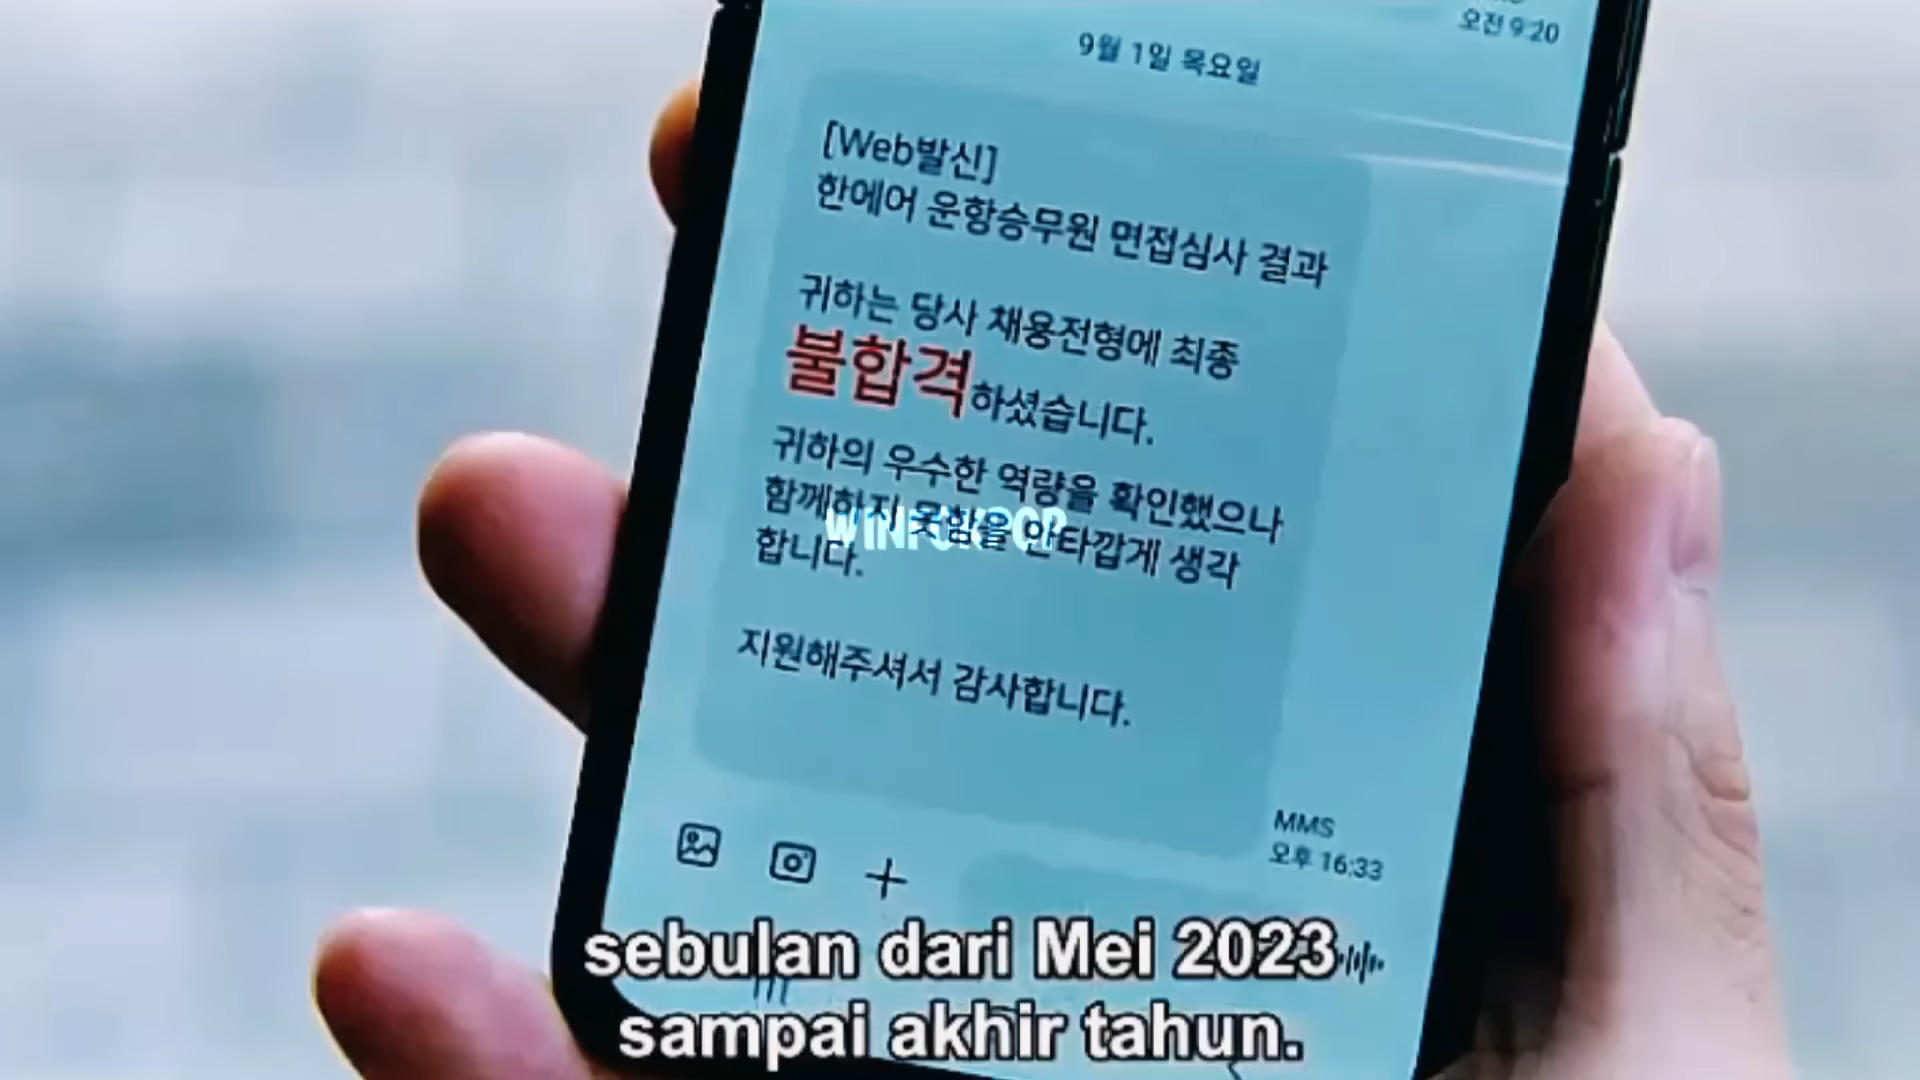 오전 9:20
9월 1일 목요일
[Web발신]
한에어 운항승무원 면접심사 결과
귀하는 당사 채용전형에 최종
불합격하셨습니다.
귀하의 우수한 역량을 확인했으나
함께하지 못함을 안타깝게 생각
합니다.
지원해주셔서 감사합니다.
MMS
오후 16:33
sebulan dari Mei 2023
sampai akhir tahun.